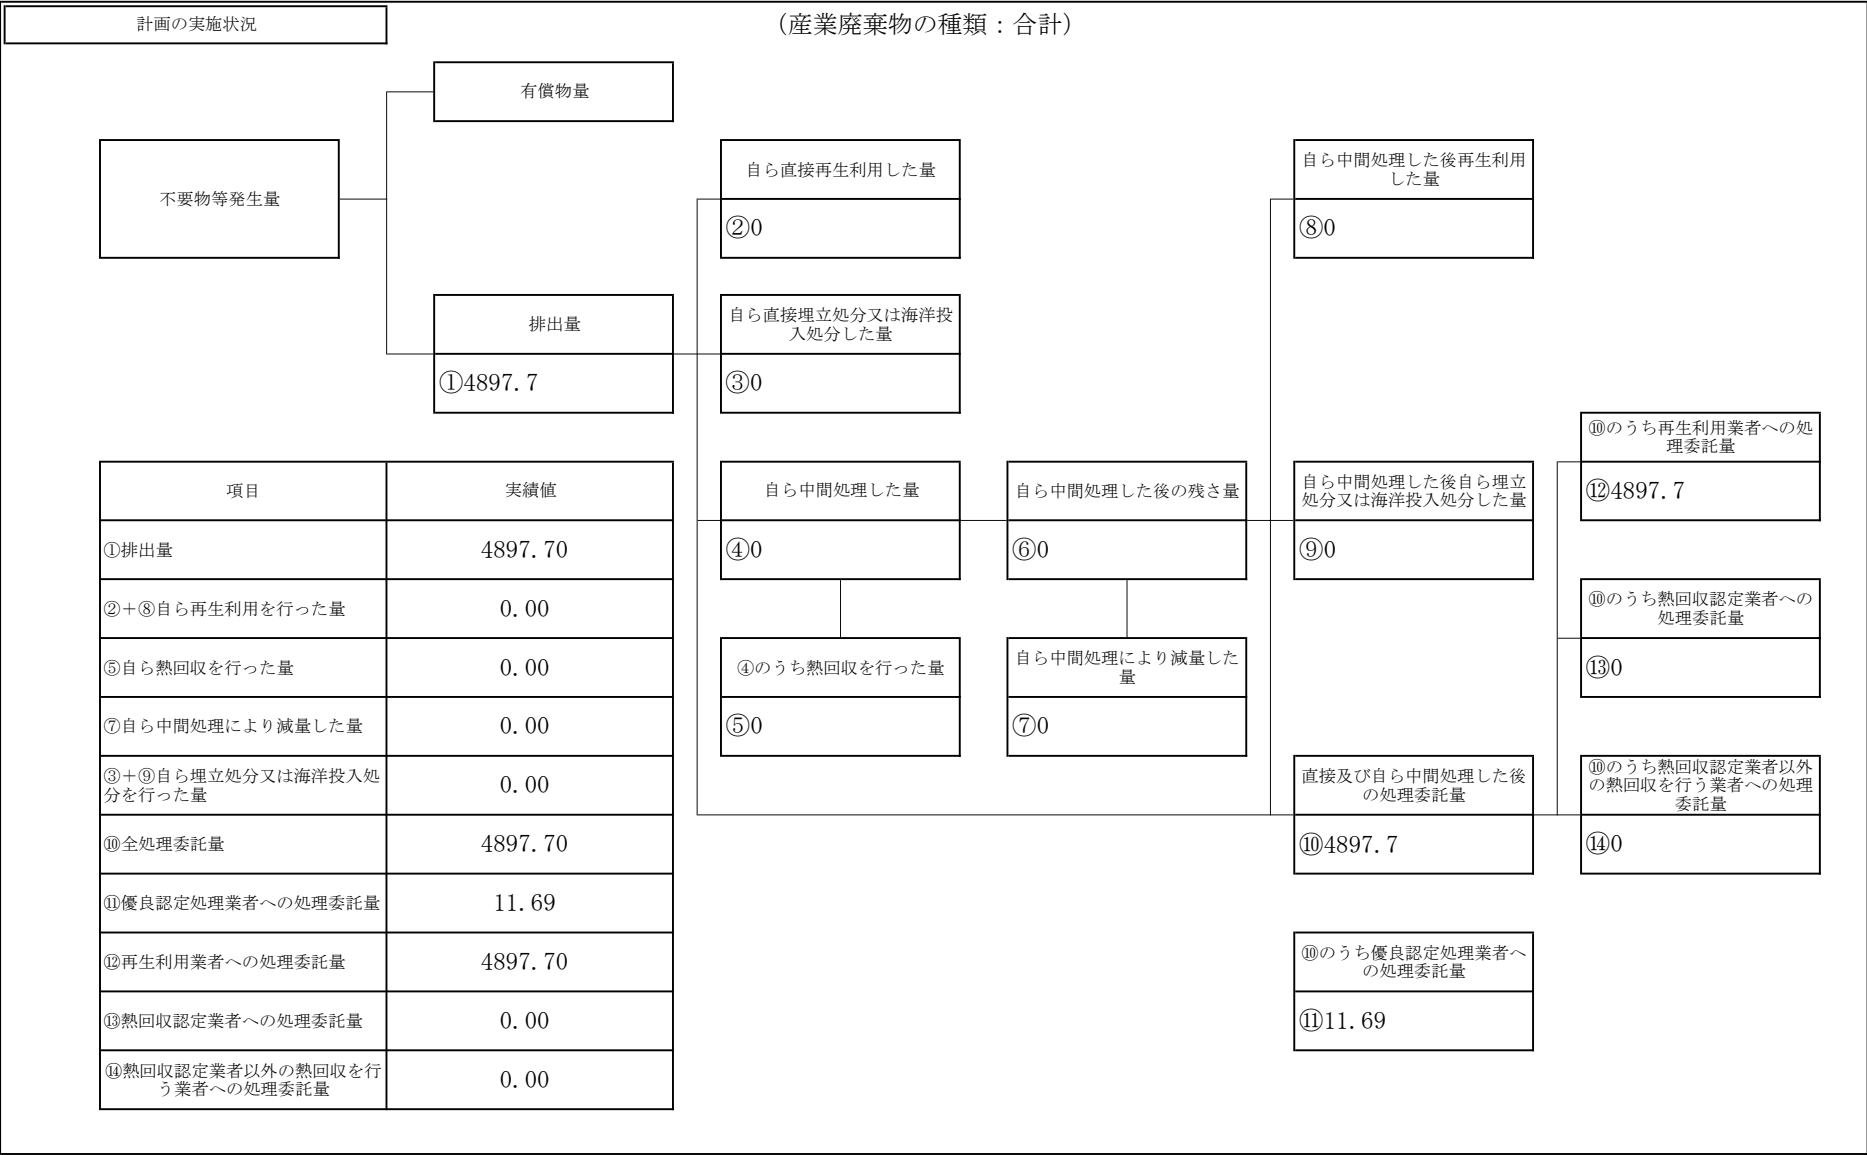 計画の実施状況
（産業廃棄物の種類：合計）
有償物量
不要物等発生量
自ら直接再生利用した量
②0
自ら中間処理した後再生利用
した量
⑧0
排出量
①4897.7
自ら直接埋立処分又は海洋投
入処分した量
③0
⑩のうち再生利用業者への処
理委託量
⑫4897.7
自ら中間処理した量
④0
自ら中間処理した後の残さ量
⑥0
自ら中間処理した後自ら埋立
処分又は海洋投入処分した量
⑨0
⑩のうち熱回収認定業者への
処理委託量
⑬0
④のうち熱回収を行った量
⑤0
自ら中間処理により減量した
量
⑦0
直接及び自ら中間処理した後
の処理委託量
⑩4897.7
⑩のうち熱回収認定業者以外
の熱回収を行う業者への処理
委託量
⑭0
⑩のうち優良認定処理業者へ
の処理委託量
⑪11.69
項目 実績値
①排出量 4897.70
②＋⑧自ら再生利用を行った量 0.00
⑤自ら熱回収を行った量 0.00
⑦自ら中間処理により減量した量 0.00
③＋⑨自ら埋立処分又は海洋投入処
分を行った量 0.00
⑩全処理委託量 4897.70
⑪優良認定処理業者への処理委託量 11.69
⑫再生利用業者への処理委託量 4897.70
⑬熱回収認定業者への処理委託量 0.00
⑭熱回収認定業者以外の熱回収を行
う業者への処理委託量 0.00